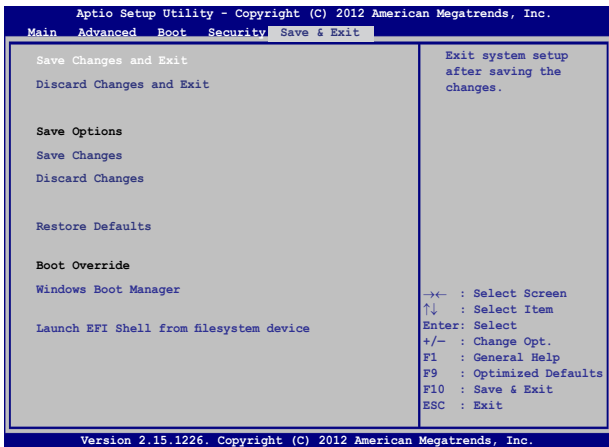 Aptio Setup Utility - Copyright (C) 2012 American Megatrends, Inc.
Main Advanced Boot Security Save & Exit
Save Changes and Exit
Discard Changes and Exit
Save Options
Save Changes
Discard Changes
Restore Defaults
Boot Override
Windows Boot Manager
Launch EFI Shell from filesystem device
Exit system setup
after saving the
changes.
→← : Select Screen
↑↓ : Select Item
Enter: Select
+/— : Change Opt.
F1 : General Help
F9 : Optimized Defaults
F10 : Save & Exit
ESC : Exit
Version 2.15.1226. Copyright (C) 2012 American Megatrends, Inc.